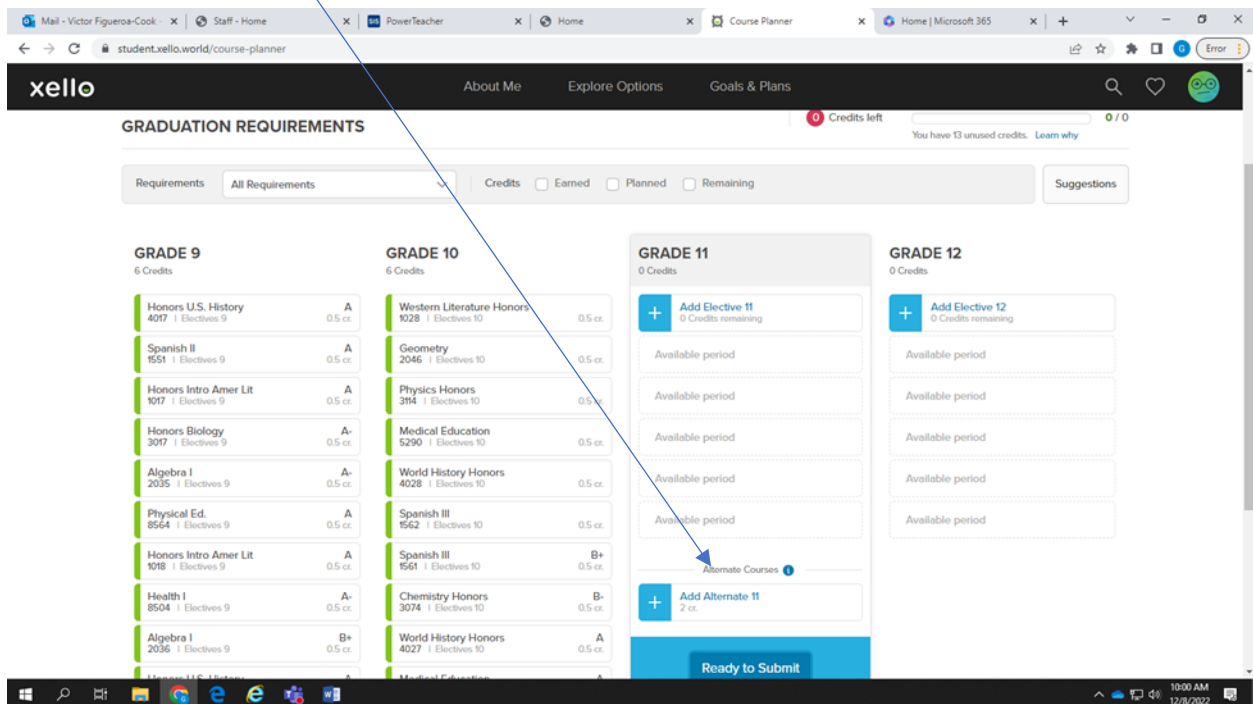 Mail - Victor Figueroa-Cook - Staff - Home PowerTeacher Home Course Planner Home | Microsoft 365
student.xello.world/course-planner Error
xello About Me Explore Options Goals & Plans
GRADUATION REQUIREMENTS 0 Credits left 0 / 0
You have 13 unused credits. Learn why
Requirements All Requirements Credits Earned Planned Remaining Suggestions
GRADE 9
6 Credits
Honors U.S. History A
4017 | Electives 9 0.5 cr.
Spanish II A
1551 | Electives 9 0.5 cr.
Honors Intro Amer Lit A
1017 | Electives 9 0.5 cr.
Honors Biology A-
3017 | Electives 9 0.5 cr.
Algebra I A-
2035 | Electives 9 0.5 cr.
Physical Ed. A
8564 | Electives 9 0.5 cr.
Honors Intro Amer Lit A
1018 | Electives 9 0.5 cr.
Health I A-
8504 | Electives 9 0.5 cr.
Algebra I B+
2036 | Electives 9 0.5 cr.
GRADE 10
6 Credits
Western Literature Honors
1028 | Electives 10 0.5 cr.
Geometry
2046 | Electives 10 0.5 cr.
Physics Honors
3114 | Electives 10 0.5 cr.
Medical Education
5290 | Electives 10 0.5 cr.
World History Honors
4028 | Electives 10 0.5 cr.
Spanish III
1562 | Electives 10 0.5 cr.
Spanish III B+
1561 | Electives 10 0.5 cr.
Chemistry Honors B-
3074 | Electives 10 0.5 cr.
World History Honors A
4027 | Electives 10 0.5 cr.
GRADE 11
0 Credits
Add Elective 11
0 Credits remaining
Available period
Available period
Available period
Available period
Available period
Alternate Courses
Add Alternate 11
2 cr.
Ready to Submit
GRADE 12
0 Credits
Add Elective 12
0 Credits remaining
Available period
Available period
Available period
Available period
Available period
10:00 AM
12/8/2022